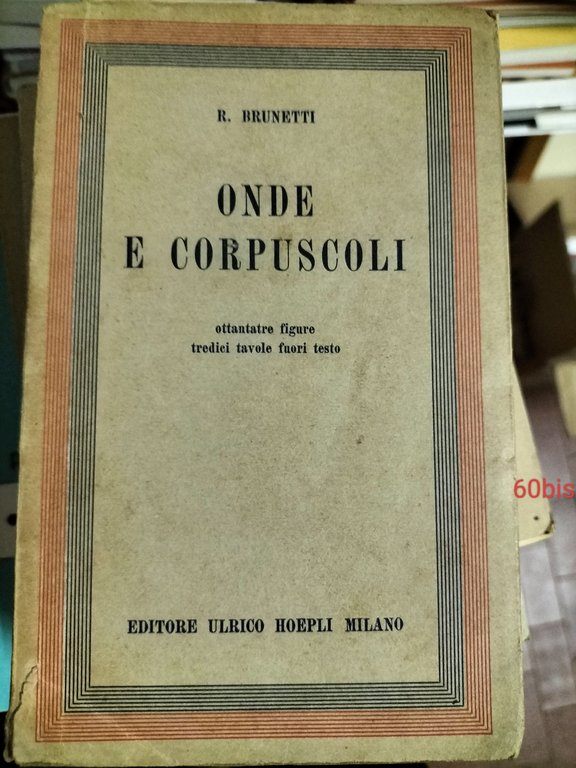 R. BRUNETTI
ONDE
E CORPUSCOLI
ottantatre figure
tredici tavole fuori testo
60bis
EDITORE ULRICO HOEPLI MILANO